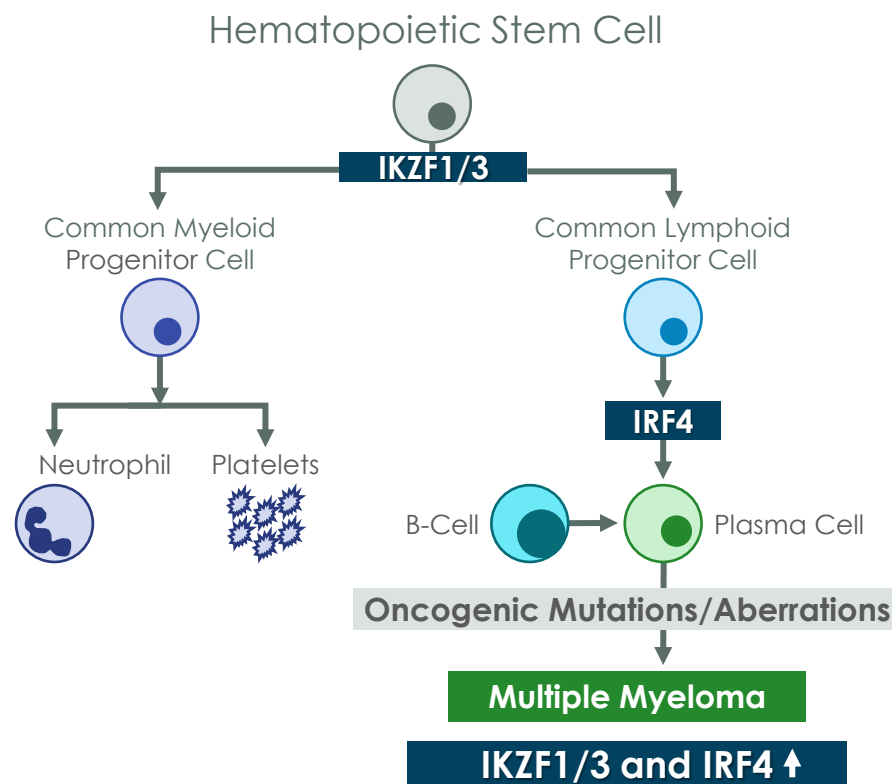 Hematopoietic Stem Cell
IKZF1/3
Common Myeloid
Progenitor Cell
Common Lymphoid
Progenitor Cell
IRF4
Neutrophil
Platelets
B-Cell
Plasma Cell
Oncogenic Mutations/Aberrations
Multiple Myeloma
IKZF1/3 and IRF4